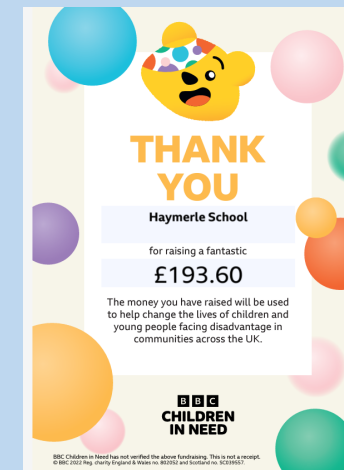 THANK
YOU
Haymerle School
for raising a fantastic
£193.60
The money you have raised will be used
to help change the lives of children and
young people facing disadvantage in
communities across the UK.
BBC
CHILDREN
IN NEED
BBC Children in Need has not verified the above fundraising. This is not a receipt.
© BBC 2022 Reg. charity England & Wales no. 802052 and Scotland no. SC039557.